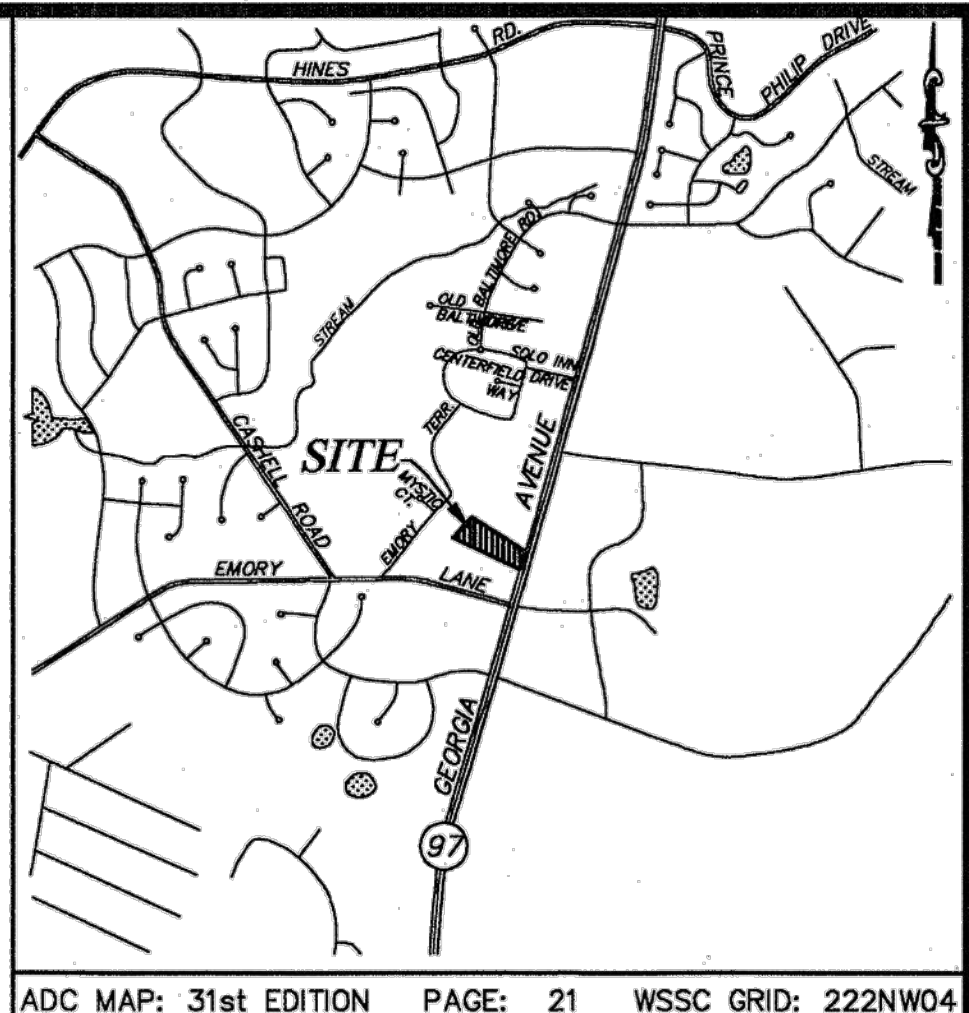 HINES RD.
PRINCE PHILIP DRIVE
STREAM
OLD BALTIMORE RD.
STREAM
OLD
BALTIMORE DRIVE
SOLO INN
CENTERFIELD DRIVE
WAY
TERR.
AVENUE
CASHELL ROAD
SITE
MYSTIC
CT.
EMORY
EMORY LANE
GEORGIA
97
ADC MAP: 31st EDITION PAGE: 21 WSSC GRID: 222NW04